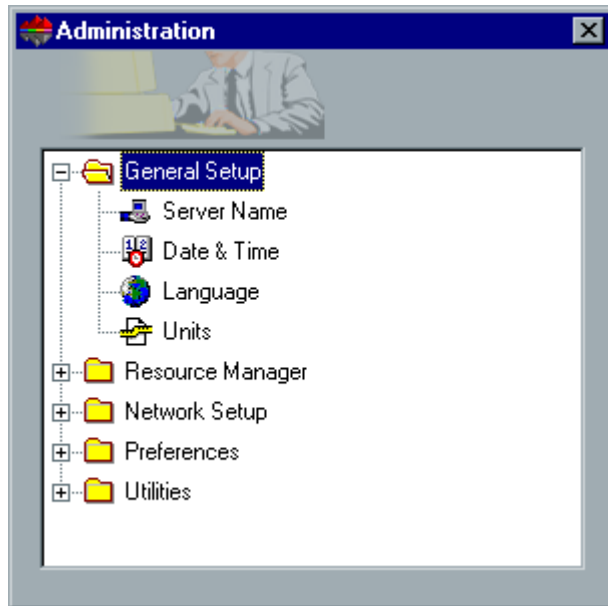 Administration
General Setup
Server Name
Date & Time
Language
Units
Resource Manager
Network Setup
Preferences
Utilities